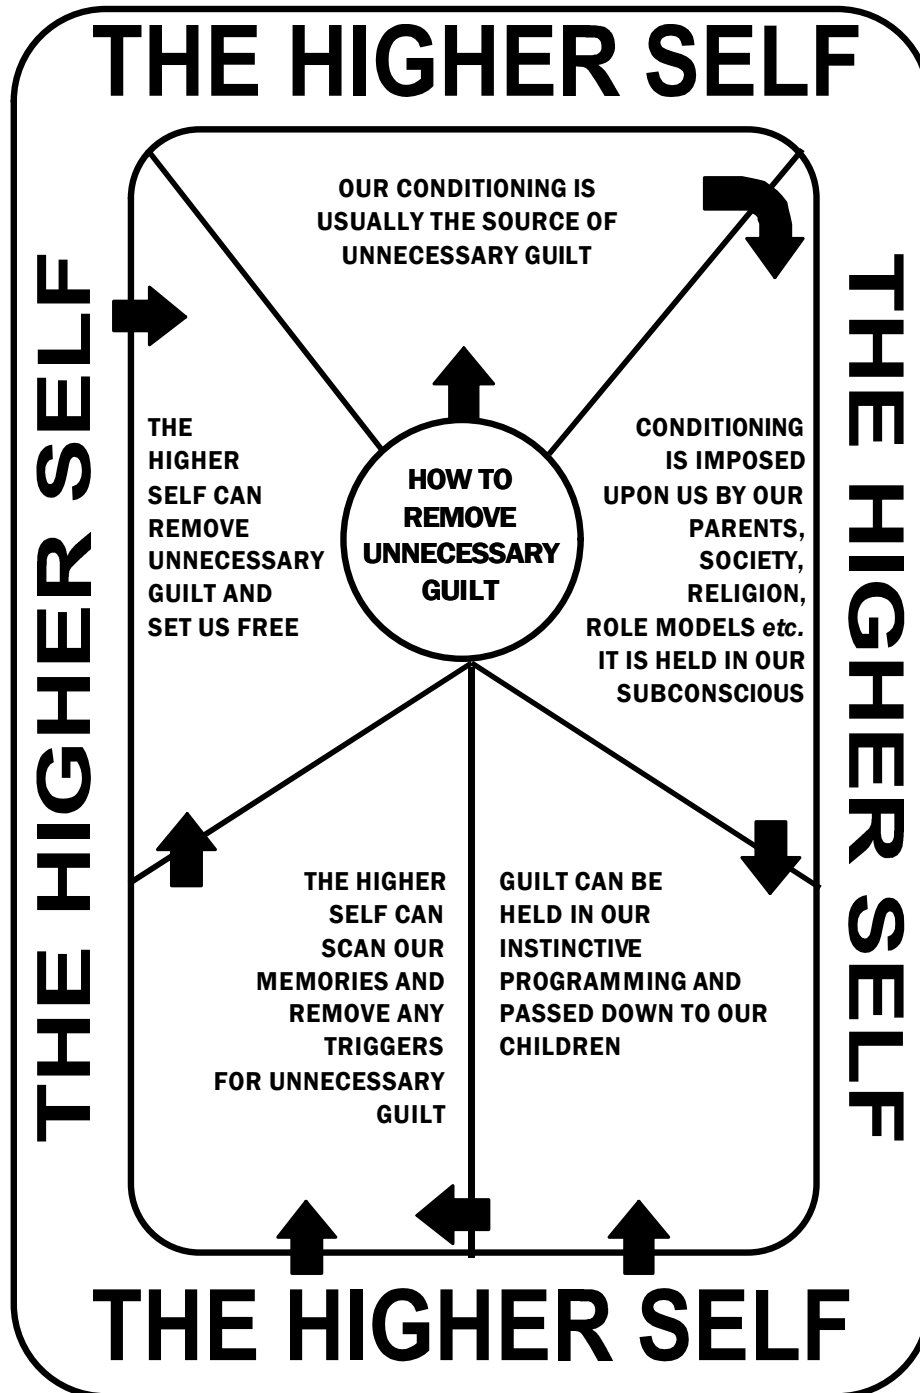 THE HIGHER SELF
OUR CONDITIONING IS
USUALLY THE SOURCE OF
UNNECESSARY GUILT
THE HIGHER SELF
THE HIGHER SELF
HOW TO
REMOVE
UNNECESSARY
GUILT
CONDITIONING
IS IMPOSED
UPON US BY OUR
PARENTS,
SOCIETY,
RELIGION,
ROLE MODELS etc.
IT IS HELD IN OUR
SUBCONSCIOUS
GUILT CAN BE
HELD IN OUR
INSTINCTIVE
PROGRAMMING AND
PASSED DOWN TO OUR
CHILDREN
THE HIGHER
SELF CAN
SCAN OUR
MEMORIES AND
REMOVE ANY
TRIGGERS
FOR UNNECESSARY
GUILT
THE
HIGHER
SELF CAN
REMOVE
UNNECESSARY
GUILT AND
SET US FREE
THE HIGHER SELF